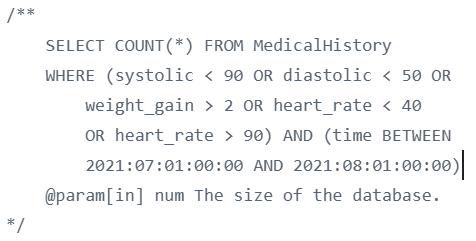 /**
SELECT COUNT(*) FROM MedicalHistory
WHERE (systolic < 90 OR diastolic < 50 OR
weight_gain > 2 OR heart_rate < 40
OR heart_rate > 90) AND (time BETWEEN
2021:07:01:00:00 AND 2021:08:01:00:00)
@param[in] num The size of the database.
*/